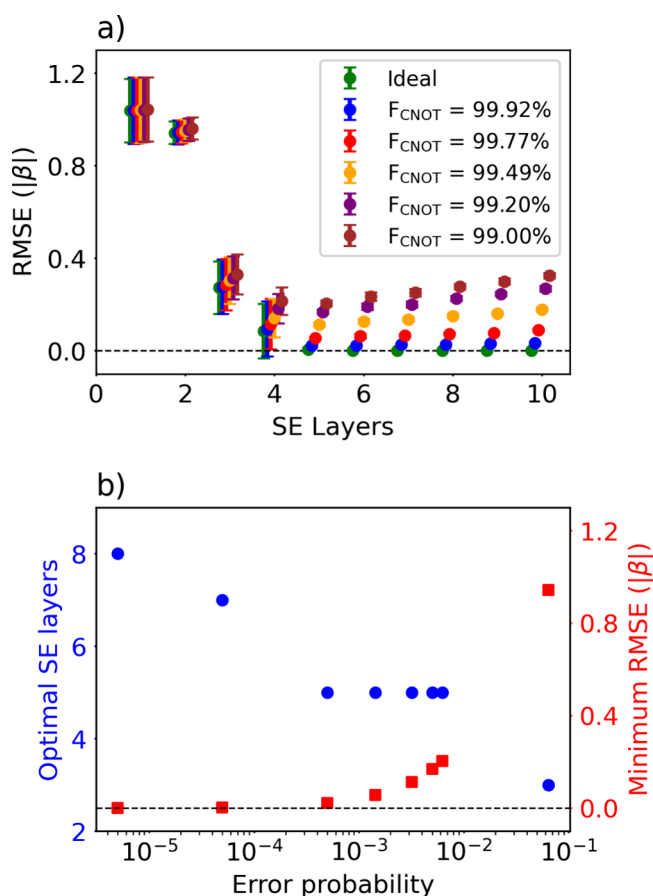 a)
RMSE (|β|)
1.2
0.8
0.4
0.0
Ideal
F_CNOT = 99.92%
F_CNOT = 99.77%
F_CNOT = 99.49%
F_CNOT = 99.20%
F_CNOT = 99.00%
0 2 4 6 8 10
SE Layers
b)
Optimal SE layers
8
6
4
2
1.2
0.8
0.4
0.0
Minimum RMSE (|β|)
10⁻⁵ 10⁻⁴ 10⁻³ 10⁻² 10⁻¹
Error probability